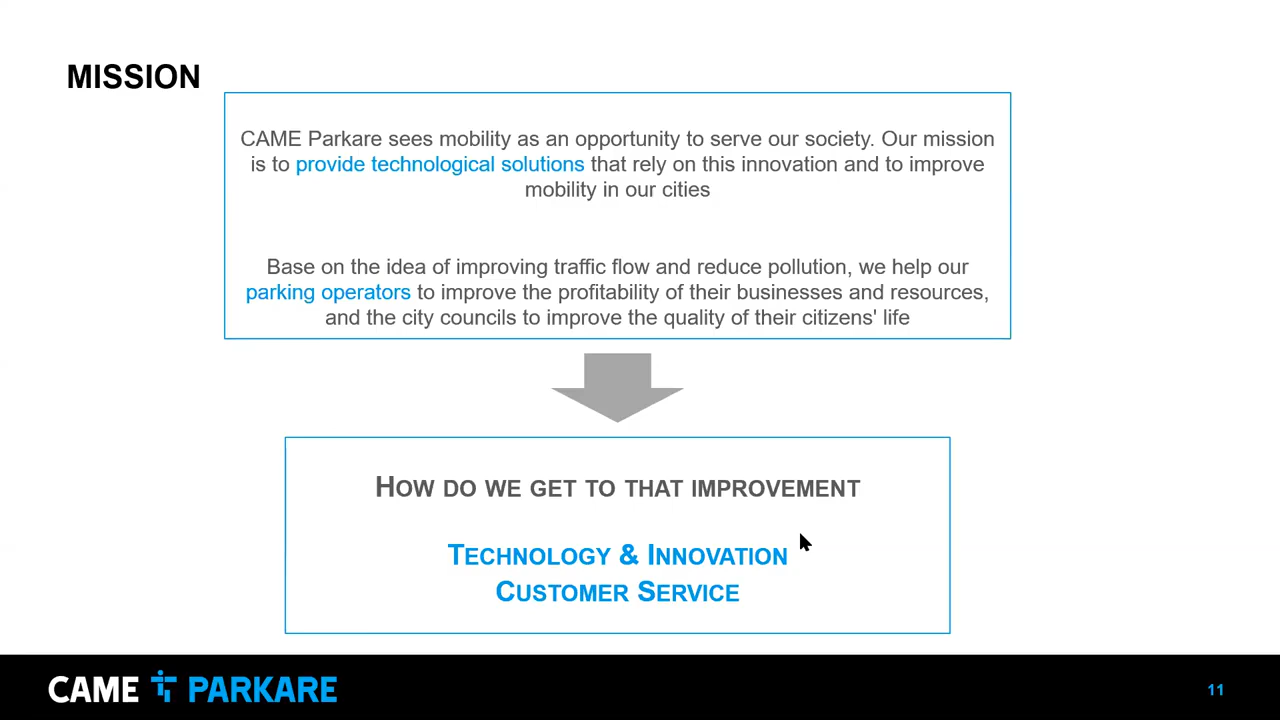 MISSION
CAME Parkare sees mobility as an opportunity to serve our society. Our mission
is to provide technological solutions that rely on this innovation and to improve
mobility in our cities
Base on the idea of improving traffic flow and reduce pollution, we help our
parking operators to improve the profitability of their businesses and resources,
and the city councils to improve the quality of their citizens' life
HOW DO WE GET TO THAT IMPROVEMENT
TECHNOLOGY & INNOVATION
CUSTOMER SERVICE
CAME PARKARE
11